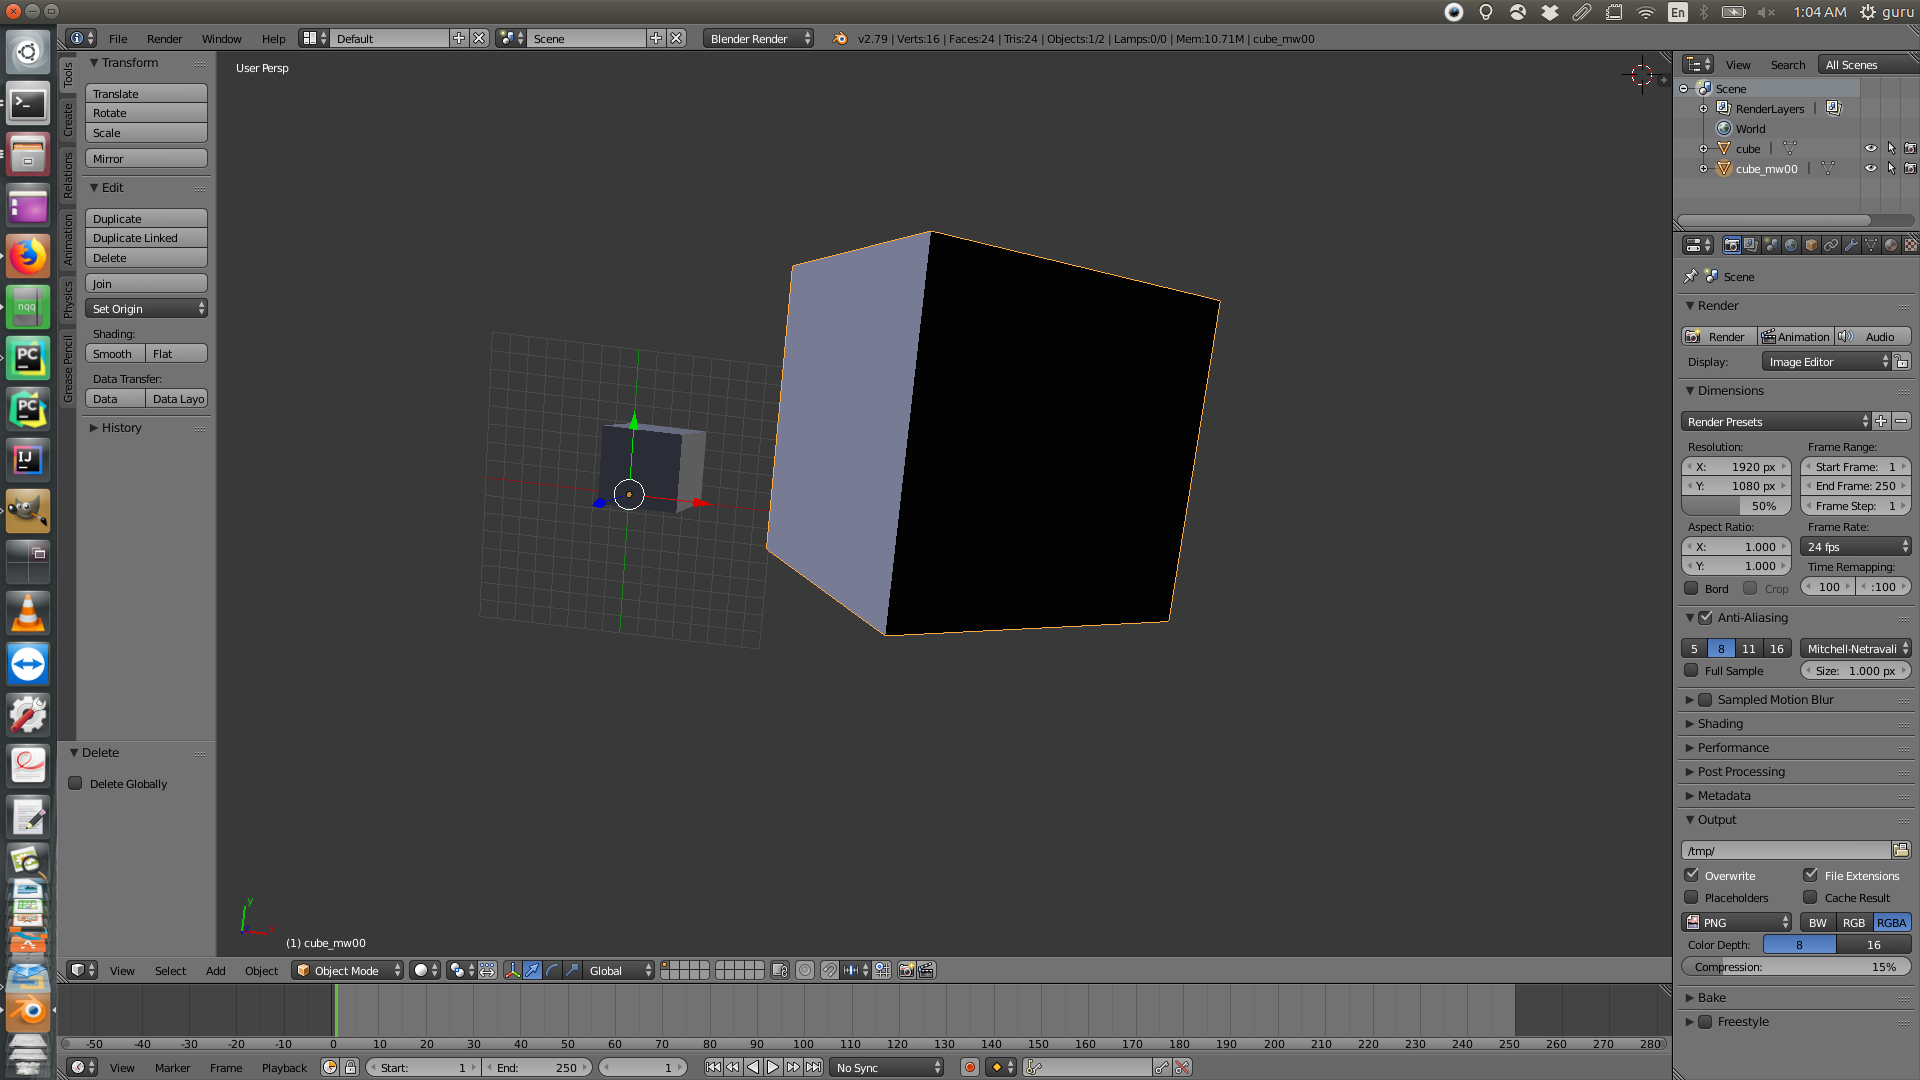 En
1:04 AM
guru
File
Render
Window
Help
Default
Scene
Blender Render
v2.79 | Verts:16 | Faces:24 | Tris:24 | Objects:1/2 | Lamps:0/0 | Mem:10.71M | cube_mw00
Tools
Create
Relations
Animation
Physics
Grease Pencil
Transform
Translate
Rotate
Scale
Mirror
Edit
Duplicate
Duplicate Linked
Delete
Join
Set Origin
Shading:
Smooth Flat
Data Transfer:
Data Data Layo
History
Delete
Delete Globally
nqq
PC
PC
IJ
User Persp
y
x
(1) cube_mw00
View Search All Scenes
Scene
RenderLayers |
World
cube |
cube_mw00 |
Scene
Render
Render Animation Audio
Display: Image Editor
Dimensions
Render Presets
Resolution: Frame Range:
X: 1920 px Start Frame: 1
Y: 1080 px End Frame: 250
50% Frame Step: 1
Aspect Ratio: Frame Rate:
X: 1.000 24 fps
Y: 1.000 Time Remapping:
Bord Crop 100 :100
Anti-Aliasing
5 8 11 16 Mitchell-Netravali
Full Sample Size: 1.000 px
Sampled Motion Blur
Shading
Performance
Post Processing
Metadata
Output
/tmp/
Overwrite File Extensions
Placeholders Cache Result
PNG BW RGB RGBA
Color Depth: 8 16
Compression: 15%
Bake
Freestyle
View Select Add Object Object Mode Global
-50 -40 -30 -20 -10 0 10 20 30 40 50 60 70 80 90 100 110 120 130 140 150 160 170 180 190 200 210 220 230 240 250 260 270 280
View Marker Frame Playback Start: 1 End: 250 1 No Sync